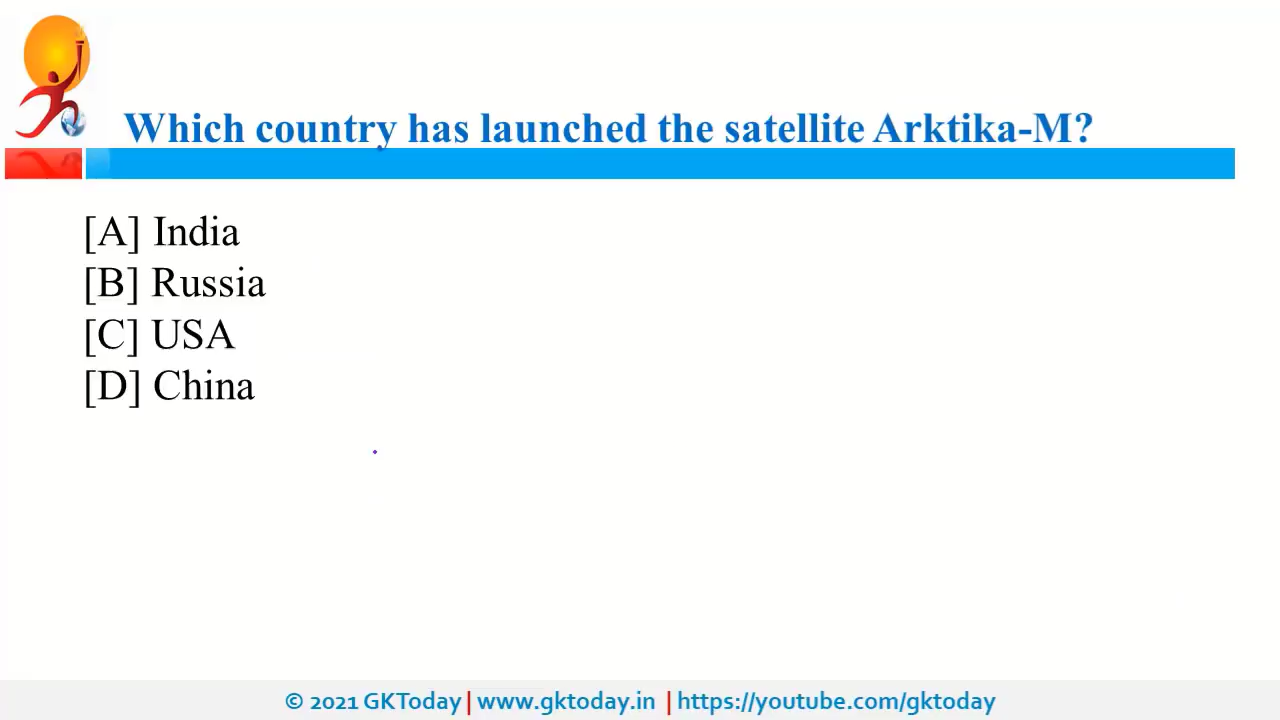 Which country has launched the satellite Arktika-M?
[A] India
[B] Russia
[C] USA
[D] China
© 2021 GKToday | www.gktoday.in | https://youtube.com/gktoday